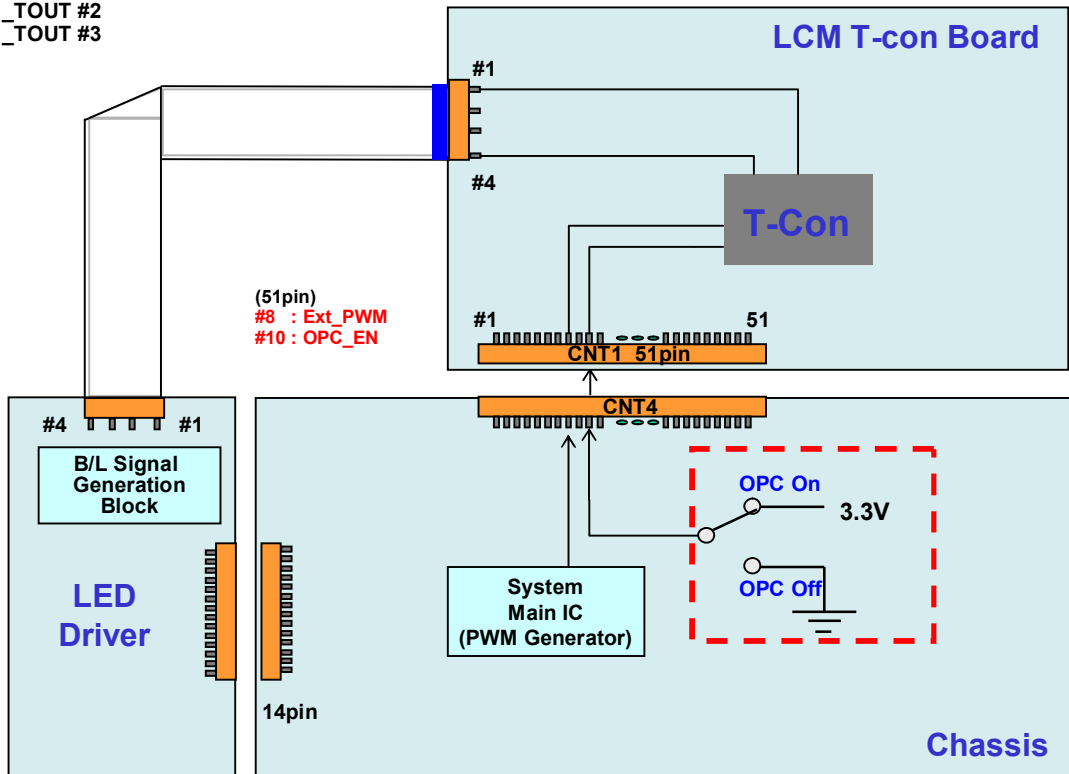 _TOUT #2
_TOUT #3
LCM T-con Board
#1
#4
T-Con
(51pin)
#8 : Ext_PWM
#10 : OPC_EN
#1
51
CNT1 51pin
CNT4
#4
#1
B/L Signal
Generation
Block
OPC On
3.3V
OPC Off
System
Main IC
(PWM Generator)
LED
Driver
14pin
Chassis